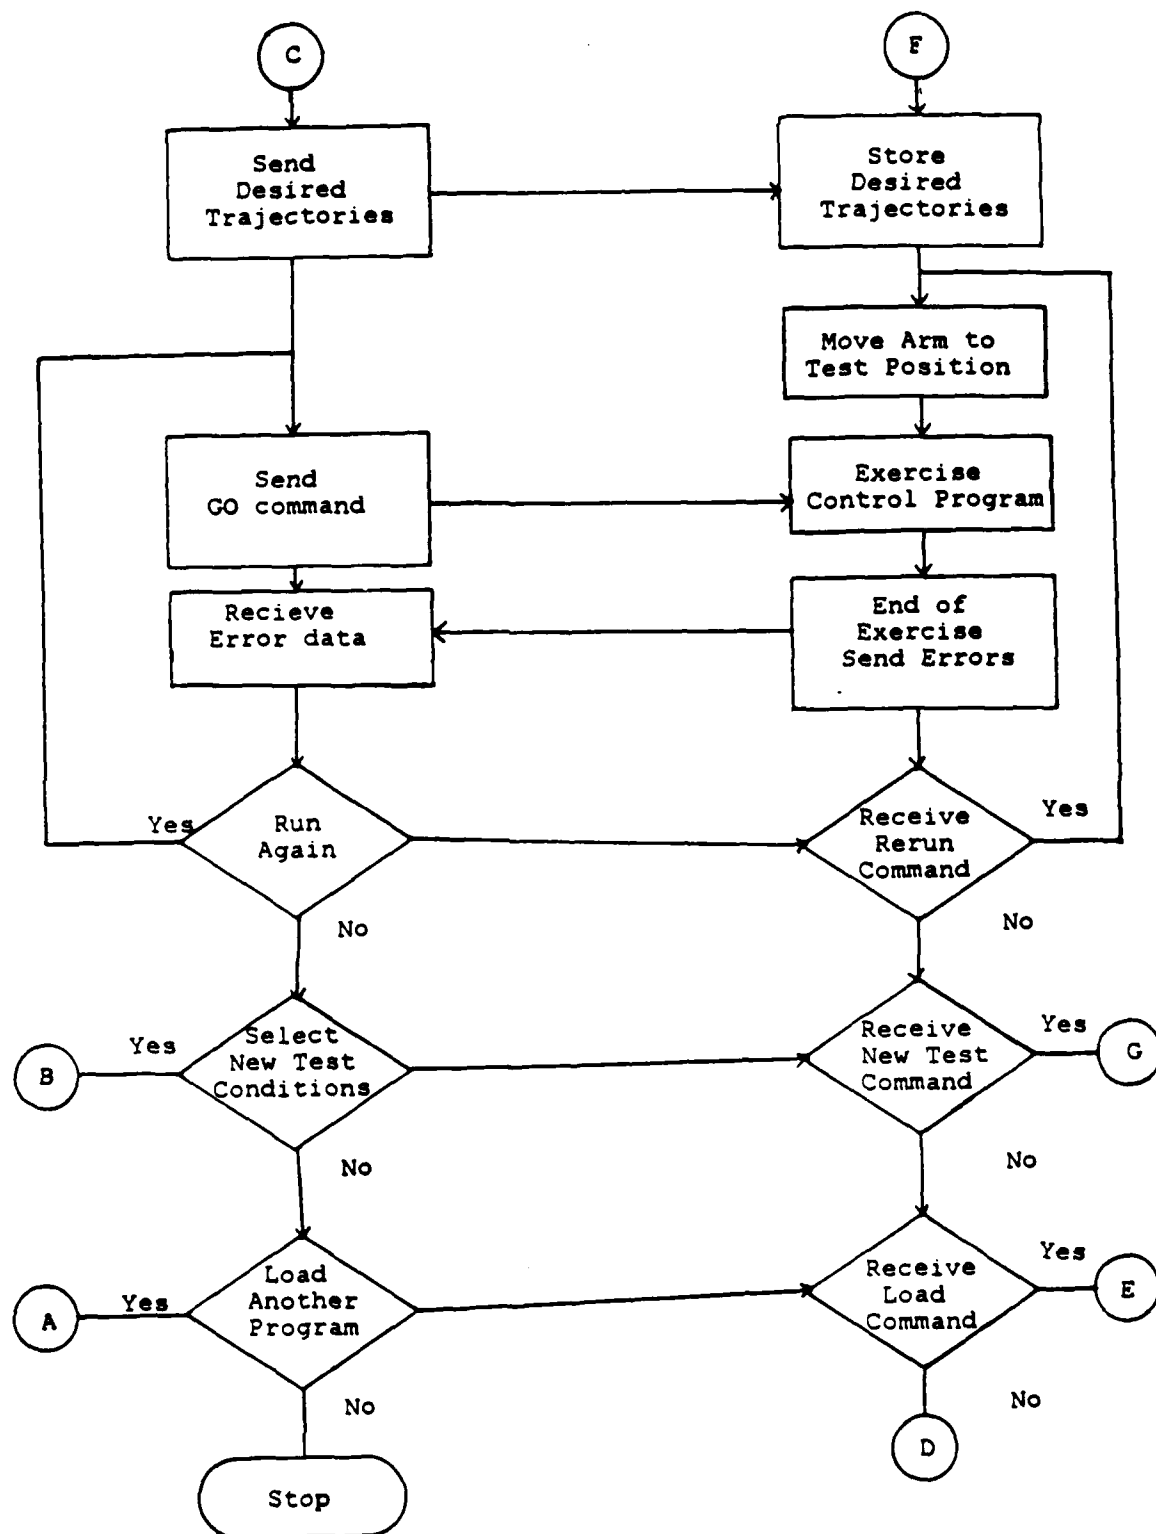 C
F
Send
Desired
Trajectories
Store
Desired
Trajectories
Move Arm to
Test Position
Send
GO command
Exercise
Control Program
Recieve
Error data
End of
Exercise
Send Errors
Yes
Run
Again
No
Receive
Rerun
Command
Yes
No
B
Yes
Select
New Test
Conditions
No
Receive
New Test
Command
Yes
G
No
A
Yes
Load
Another
Program
No
Receive
Load
Command
Yes
E
No
D
Stop